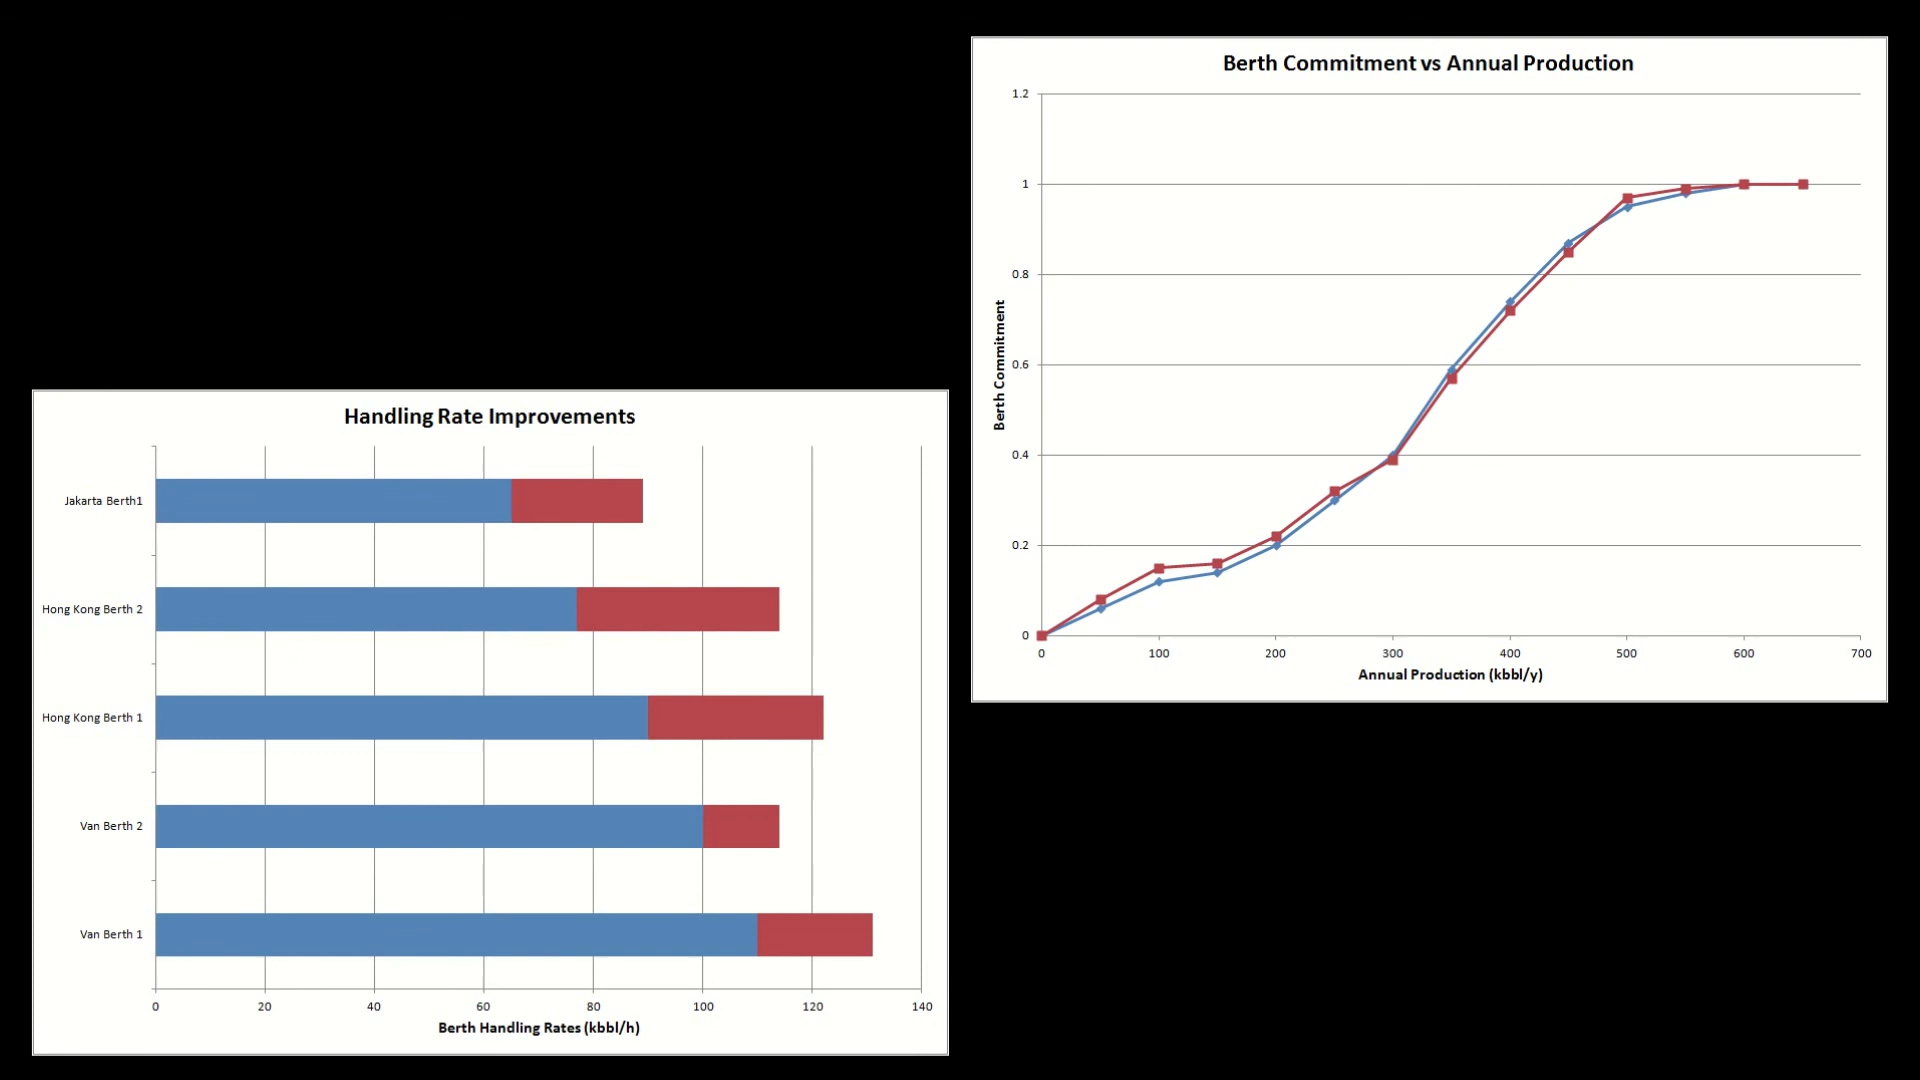 Berth Commitment vs Annual Production
1.2
1
0.8
0.6
0.4
0.2
0
Berth Commitment
0 100 200 300 400 500 600 700
Annual Production (kbbl/y)
Handling Rate Improvements
Jakarta Berth1
Hong Kong Berth 2
Hong Kong Berth 1
Van Berth 2
Van Berth 1
0 20 40 60 80 100 120 140
Berth Handling Rates (kbbl/h)